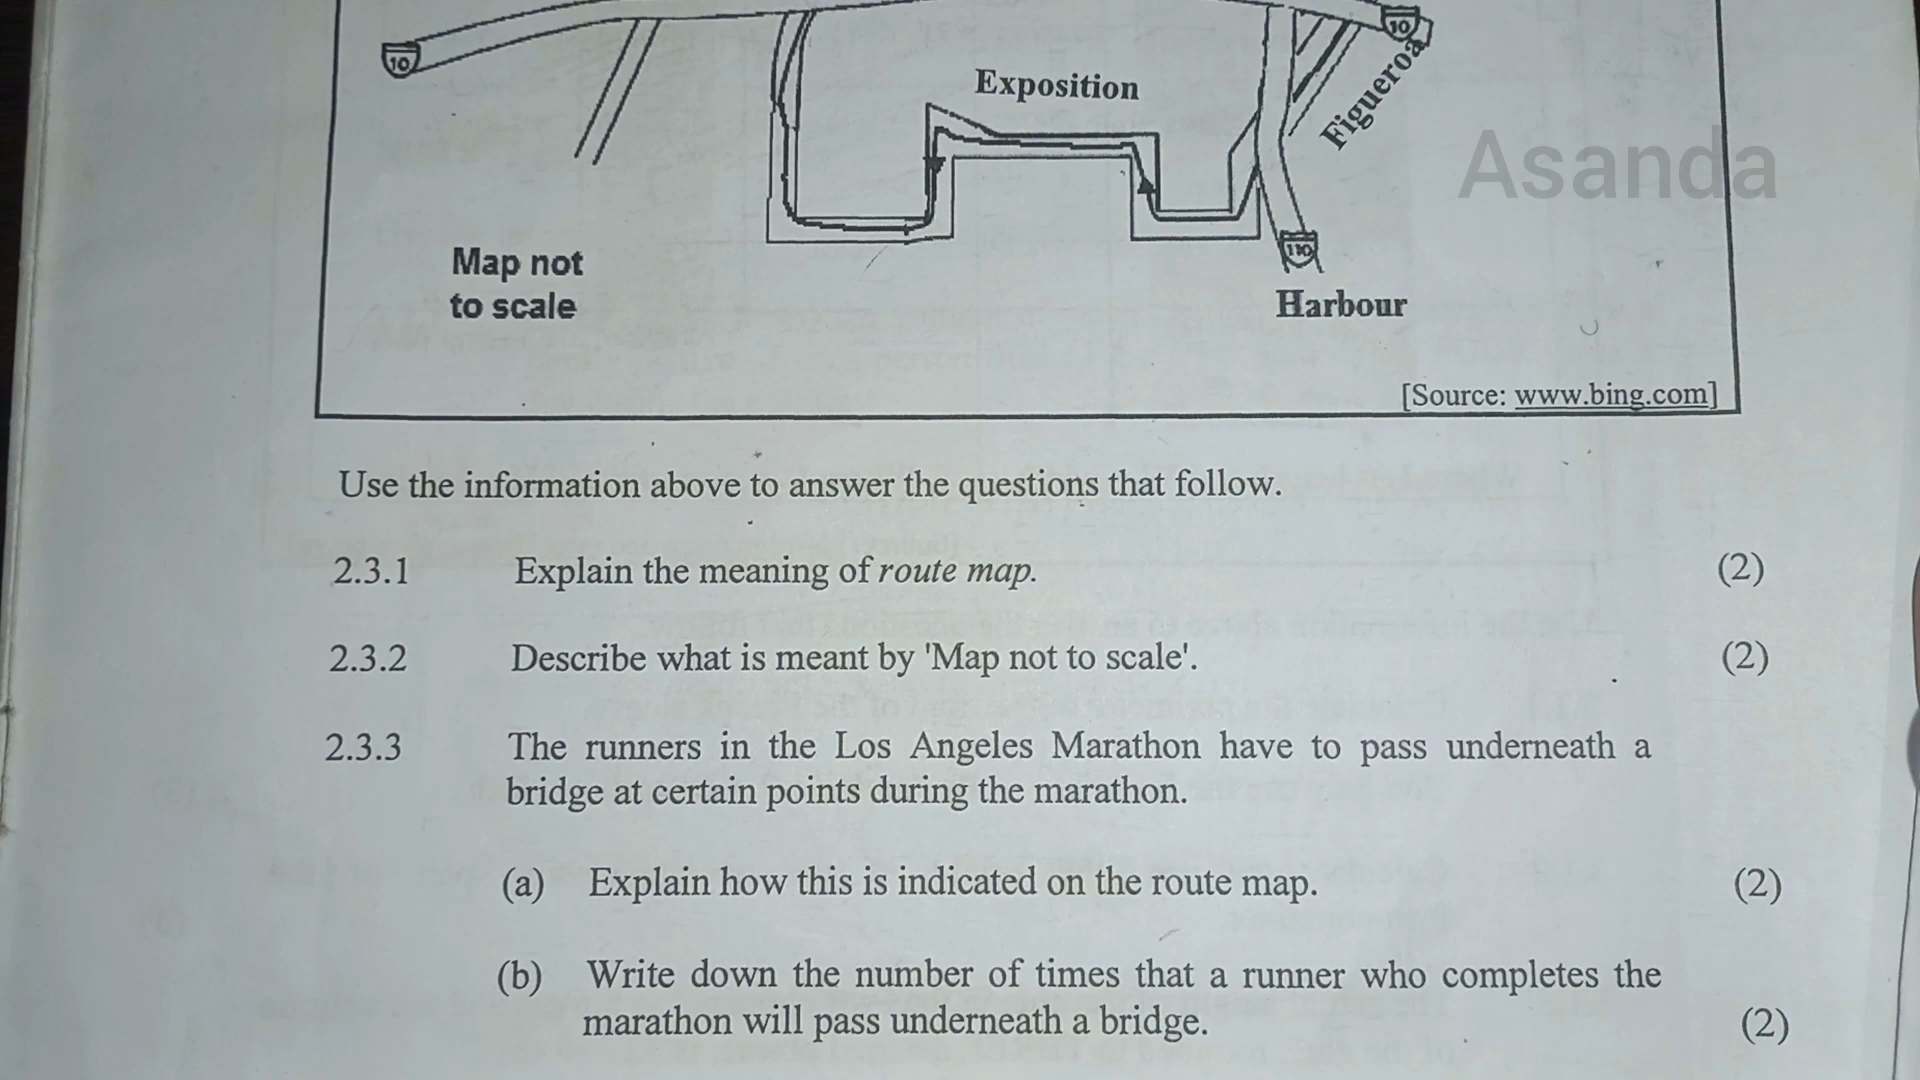 10
10
Exposition
Figueroa
Asanda
Map not
to scale
110
Harbour
[Source: www.bing.com]
Use the information above to answer the questions that follow.
2.3.1 Explain the meaning of route map. (2)
2.3.2 Describe what is meant by 'Map not to scale'. (2)
2.3.3 The runners in the Los Angeles Marathon have to pass underneath a
bridge at certain points during the marathon.
(a) Explain how this is indicated on the route map. (2)
(b) Write down the number of times that a runner who completes the
marathon will pass underneath a bridge. (2)